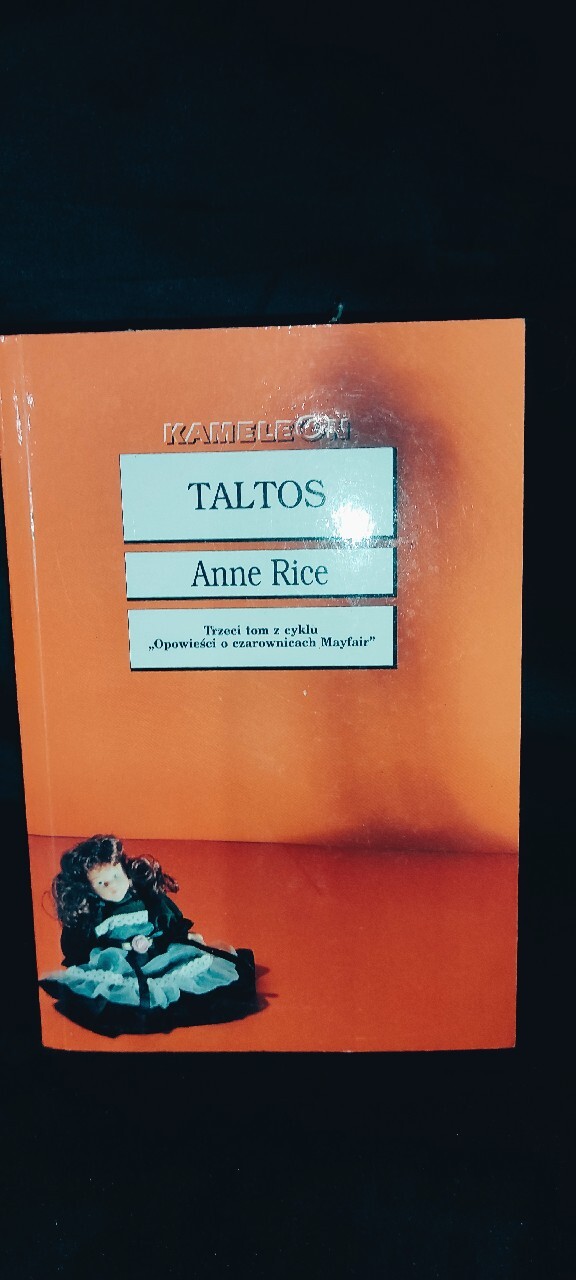 KAMELEON
TALTOS
Anne Rice
Trzeci tom z cyklu
„Opowieści o czarownicach Mayfair”